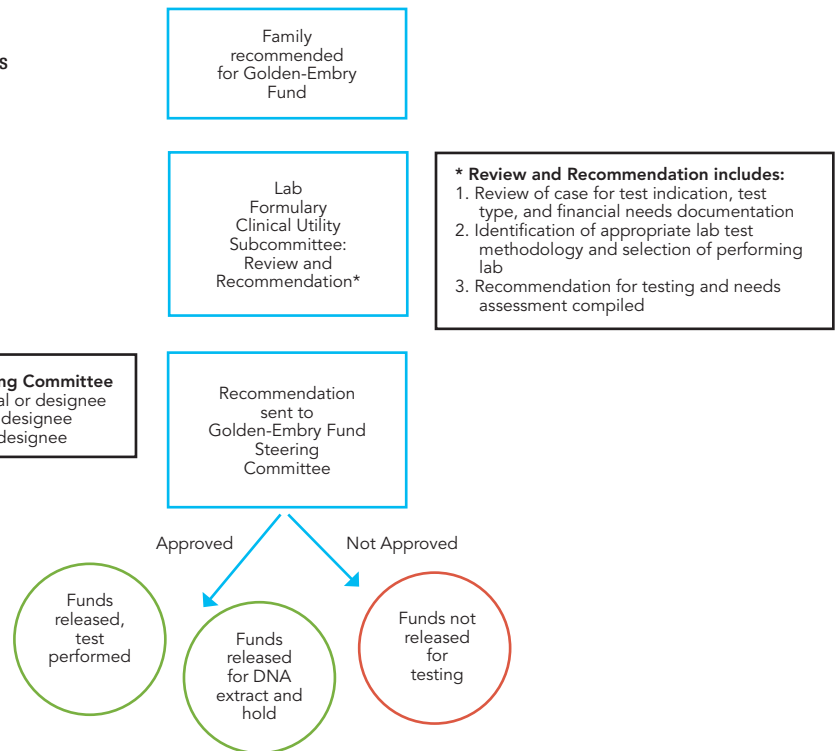 s
Family
recommended
for Golden-Embry
Fund
Lab
Formulary
Clinical Utility
Subcommittee:
Review and
Recommendation*
* Review and Recommendation includes:
1. Review of case for test indication, test
type, and financial needs documentation
2. Identification of appropriate lab test
methodology and selection of performing
lab
3. Recommendation for testing and needs
assessment compiled
ng Committee
al or designee
designee
designee
Recommendation
sent to
Golden-Embry Fund
Steering
Committee
Approved
Not Approved
Funds
released,
test
performed
Funds
released
for DNA
extract and
hold
Funds not
released
for
testing